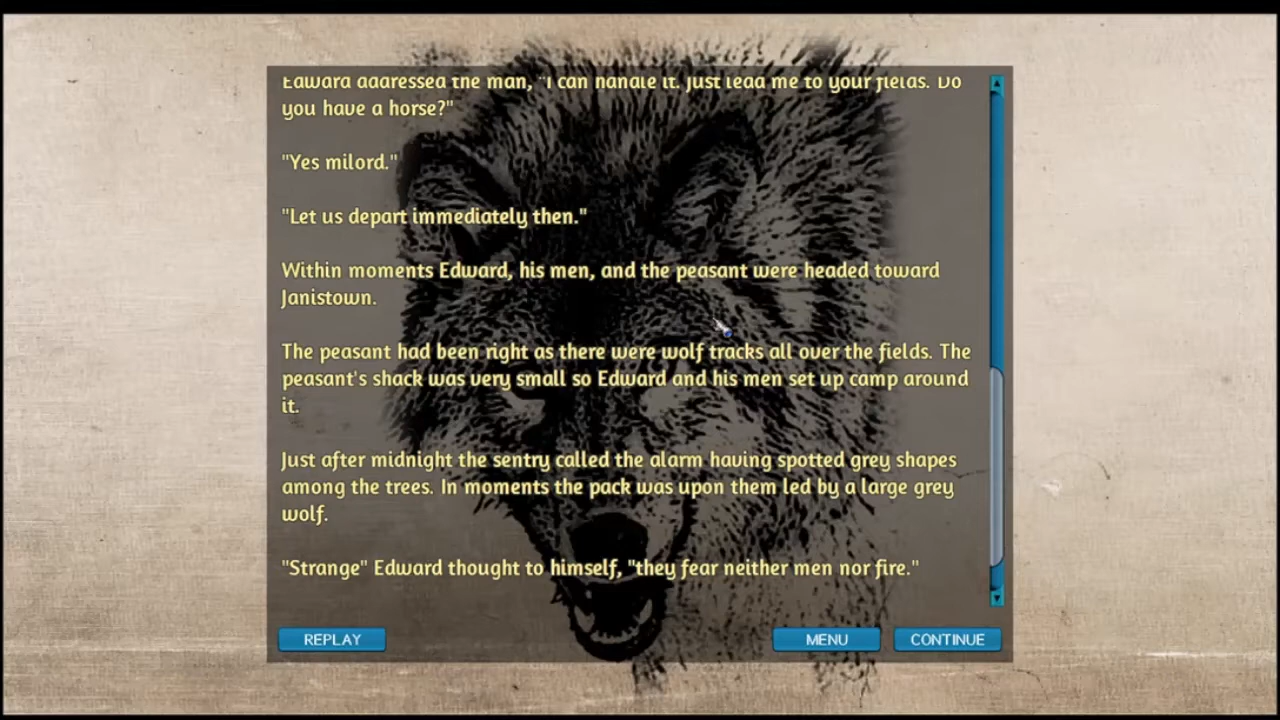 Edward addressed the man, "I can handle it. Just lead me to your fields. Do
you have a horse?"
"Yes milord."
"Let us depart immediately then."
Within moments Edward, his men, and the peasant were headed toward
Janistown.
The peasant had been right as there were wolf tracks all over the fields. The
peasant's shack was very small so Edward and his men set up camp around
it.
Just after midnight the sentry called the alarm having spotted grey shapes
among the trees. In moments the pack was upon them led by a large grey
wolf.
"Strange" Edward thought to himself, "they fear neither men nor fire."
REPLAY
MENU
CONTINUE